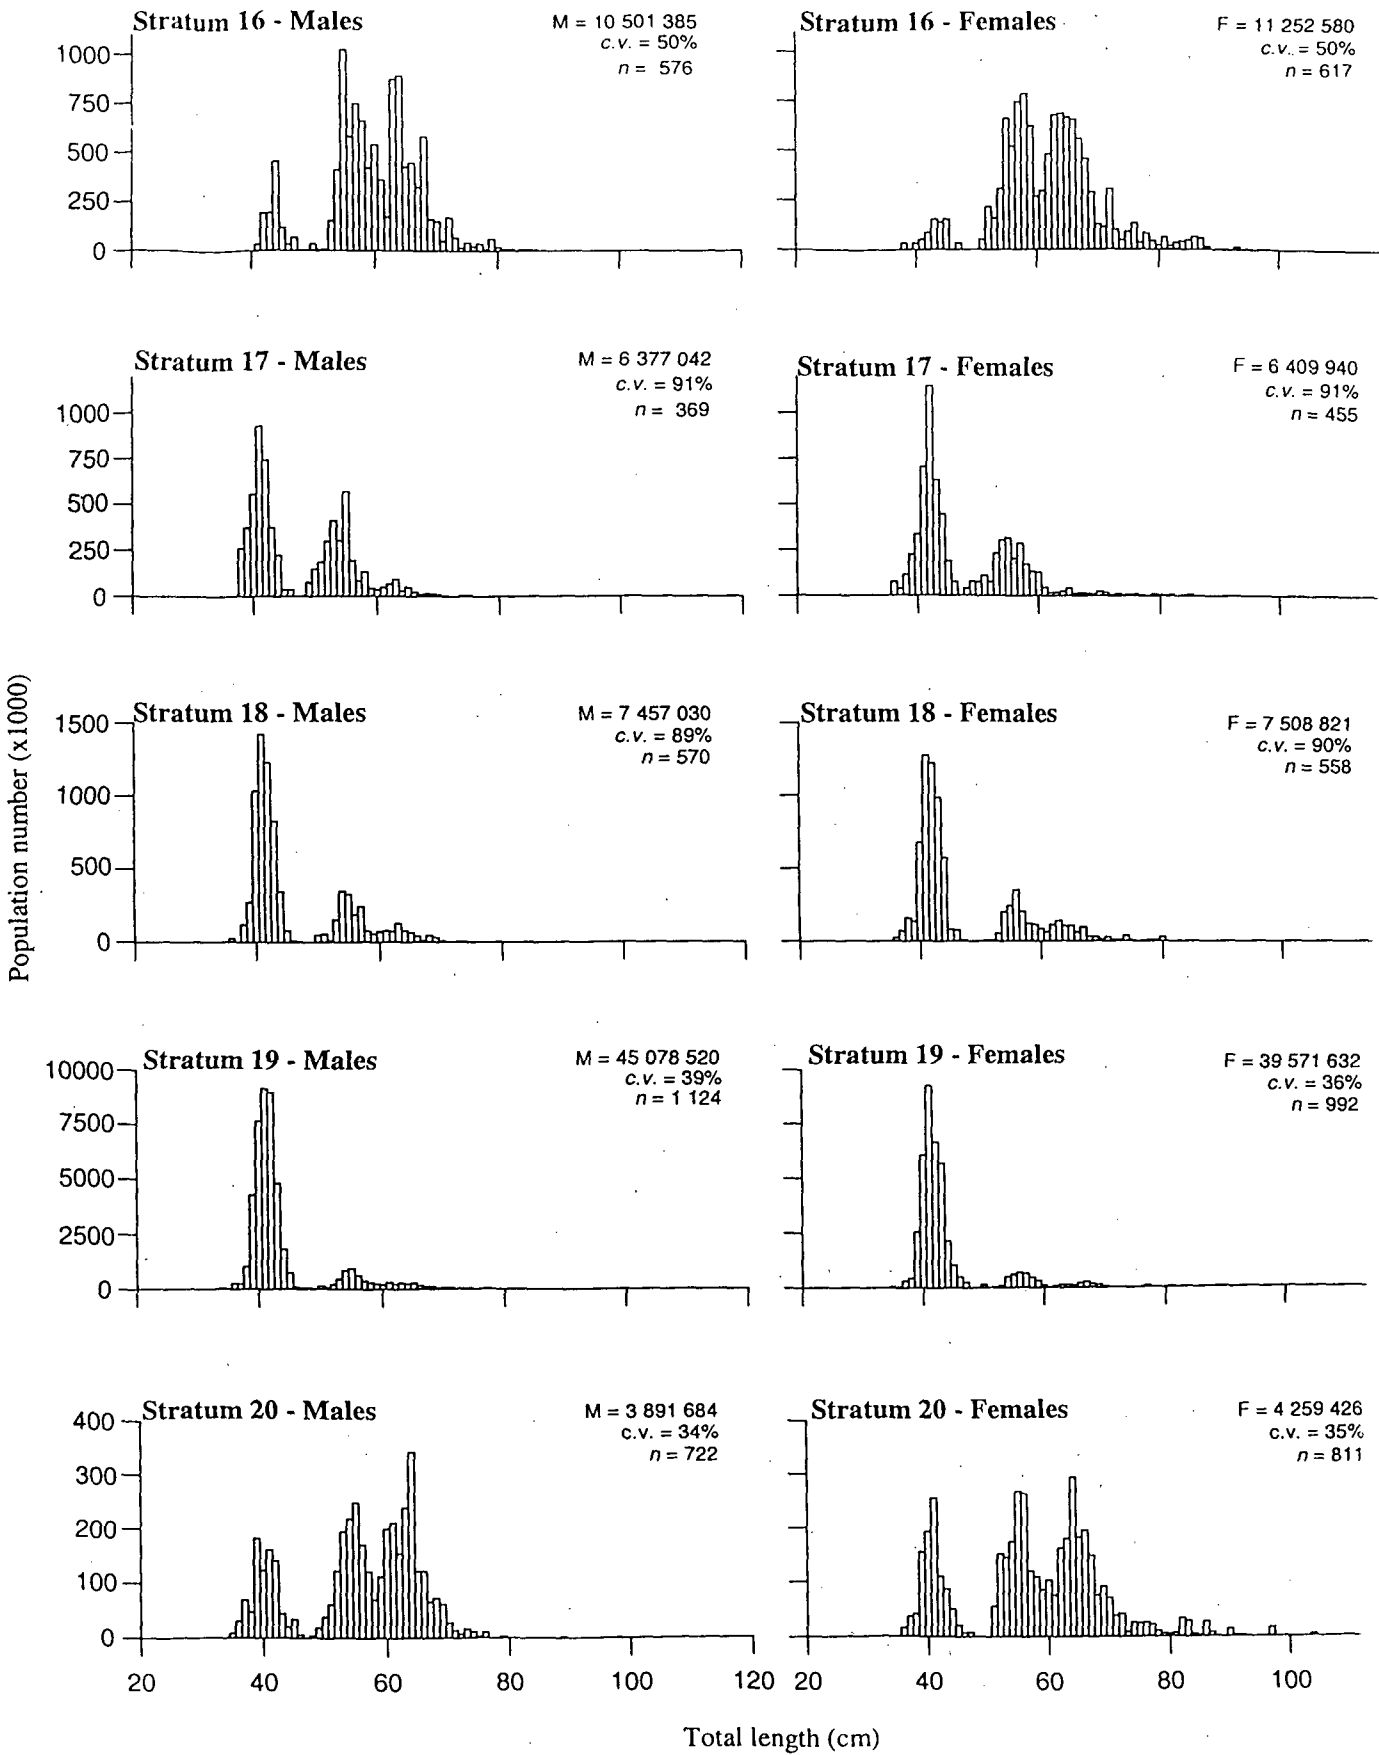 Stratum 16 - Males
M = 10 501 385
c.v. = 50%
n = 576
1000
750
500
250
0
Stratum 16 - Females
F = 11 252 580
c.v. = 50%
n = 617
Stratum 17 - Males
M = 6 377 042
c.v. = 91%
n = 369
1000
750
500
250
0
Stratum 17 - Females
F = 6 409 940
c.v. = 91%
n = 455
Population number (x1000)
Stratum 18 - Males
M = 7 457 030
c.v. = 89%
n = 570
1500
1000
500
0
Stratum 18 - Females
F = 7 508 821
c.v. = 90%
n = 558
Stratum 19 - Males
M = 45 078 520
c.v. = 39%
n = 1 124
10000
7500
5000
2500
0
Stratum 19 - Females
F = 39 571 632
c.v. = 36%
n = 992
Stratum 20 - Males
M = 3 891 684
c.v. = 34%
n = 722
400
300
200
100
0
Stratum 20 - Females
F = 4 259 426
c.v. = 35%
n = 811
20 40 60 80 100 120
20 40 60 80 100
Total length (cm)